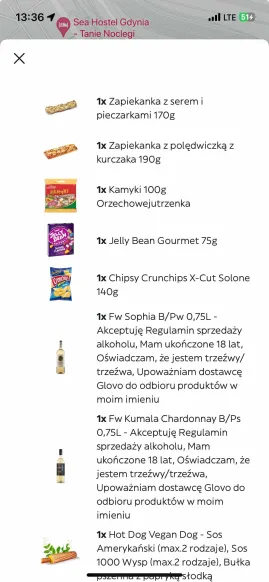 13:36
LTE 51+
Sea Hostel Gdynia
- Tanie Noclegi
1x Zapiekanka z serem i
pieczarkami 170g
1x Zapiekanka z polędwiczką z
kurczaka 190g
1x Kamyki 100g
Orzechowejutrzenka
1x Jelly Bean Gourmet 75g
1x Chipsy Crunchips X-Cut Solone
140g
1x Fw Sophia B/Pw 0,75L -
Akceptuję Regulamin sprzedaży
alkoholu, Mam ukończone 18 lat,
Oświadczam, że jestem trzeźwy/
trzeźwa, Upoważniam dostawcę
Glovo do odbioru produktów w
moim imieniu
1x Fw Kumala Chardonnay B/Ps
0,75L - Akceptuję Regulamin
sprzedaży alkoholu, Mam
ukończone 18 lat, Oświadczam, że
jestem trzeźwy/trzeźwa,
Upoważniam dostawcę Glovo do
odbioru produktów w moim
imieniu
1x Hot Dog Vegan Dog - Sos
Amerykański (max.2 rodzaje), Sos
1000 Wysp (max.2 rodzaje), Bułka
pszenna z papryką słodką